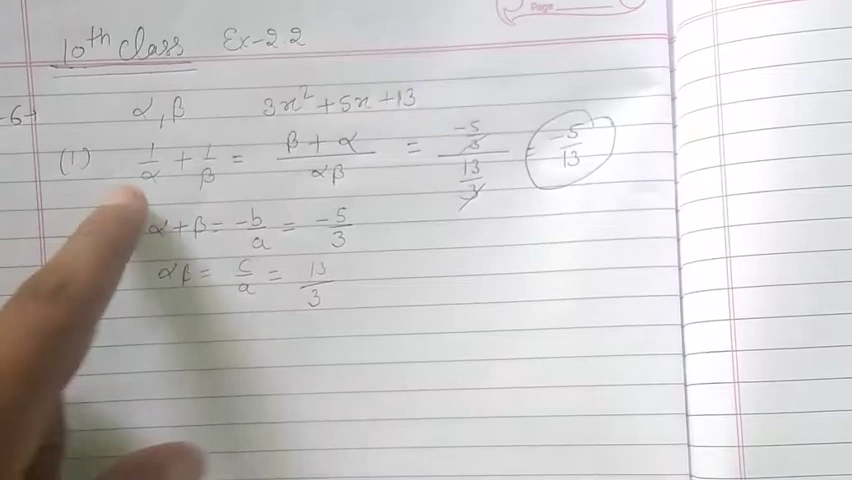 Page
10th class Ex-2.2
-6→ α, β 3x² + 5x + 13
(1) 1/α + 1/β = (β + α)/(αβ) = (-5/3)/(13/3) = -5/13
α + β = -b/a = -5/3
αβ = c/a = 13/3